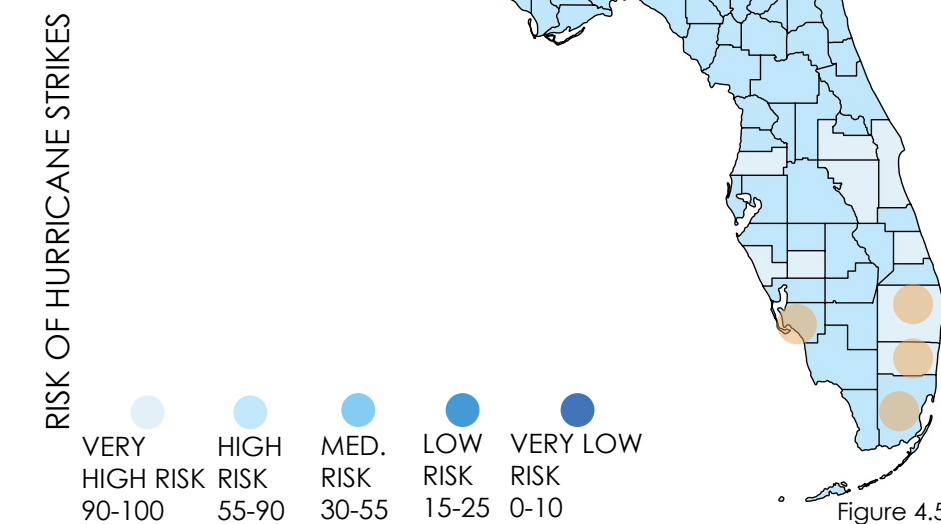 RISK OF HURRICANE STRIKES
VERY
HIGH RISK
90-100
HIGH
RISK
55-90
MED.
RISK
30-55
LOW
RISK
15-25
VERY LOW
RISK
0-10
Figure 4.5